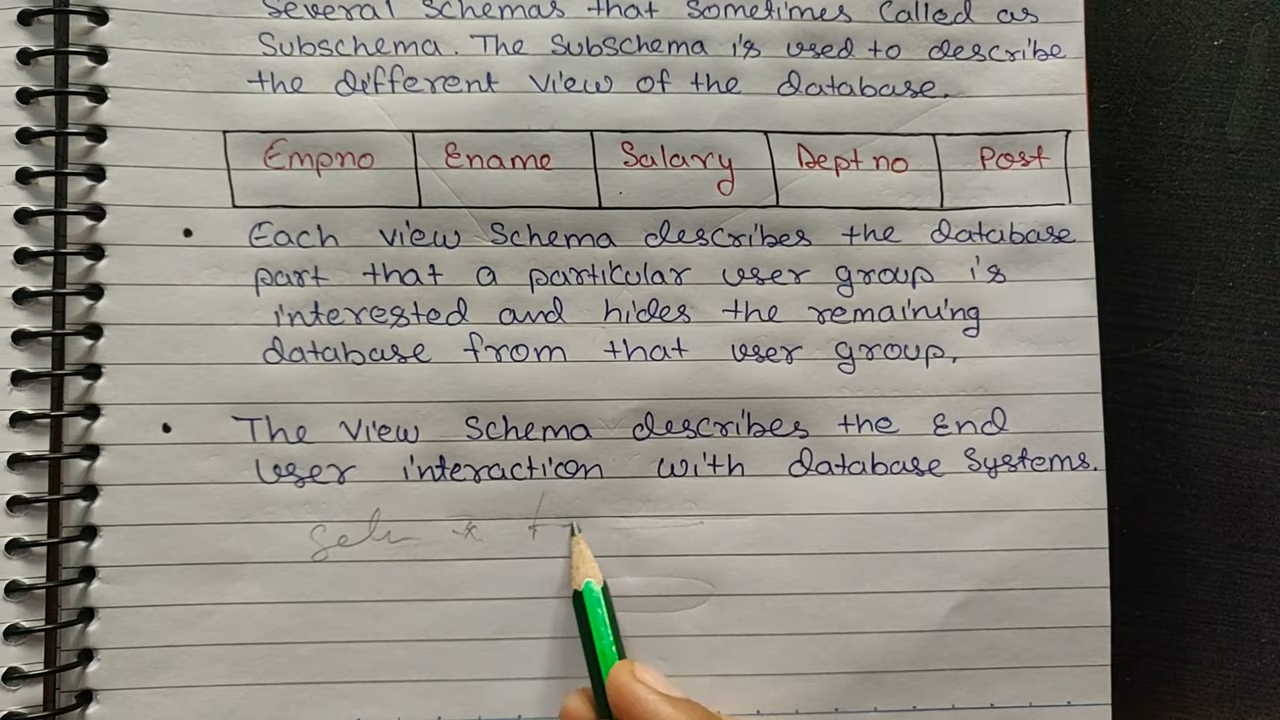 Several Schemas that Sometimes Called as
Subschema. The Subschema is used to describe
the different view of the database.
Empno Ename Salary Dept no Post
• Each view Schema describes the database
part that a particular user group is
interested and hides the remaining
database from that user group.
• The View Schema describes the End
User interaction with database Systems.
*